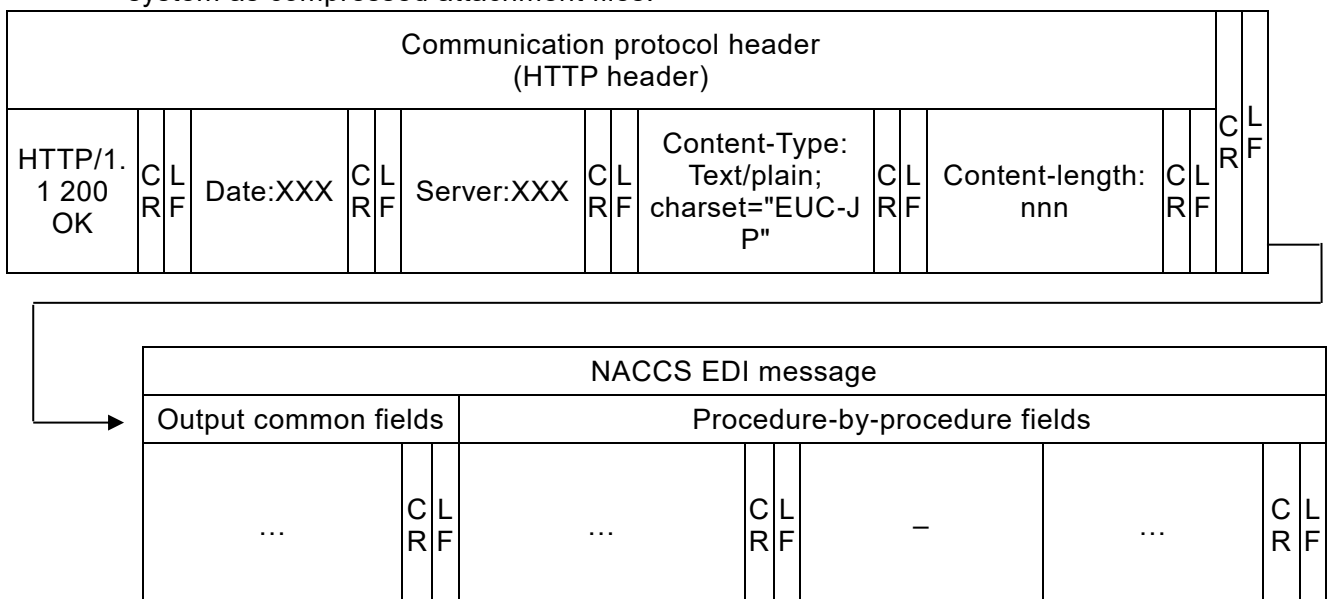 system as compressed attachment files.
Communication protocol header
(HTTP header)
HTTP/1.
1 200
OK
C
R
L
F
Date:XXX
C
R
L
F
Server:XXX
C
R
L
F
Content-Type:
Text/plain;
charset="EUC-J
P"
C
R
L
F
Content-length:
nnn
C
R
L
F
C
R
L
F
NACCS EDI message
Output common fields
Procedure-by-procedure fields
…
C
R
L
F
…
C
R
L
F
–
…
C
R
L
F